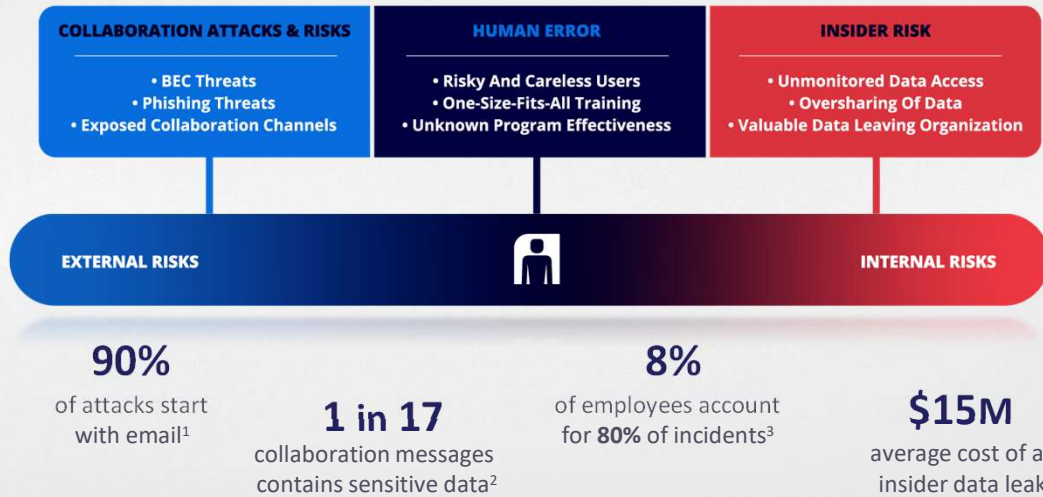 COLLABORATION ATTACKS & RISKS
• BEC Threats
• Phishing Threats
• Exposed Collaboration Channels
HUMAN ERROR
• Risky And Careless Users
• One-Size-Fits-All Training
• Unknown Program Effectiveness
INSIDER RISK
• Unmonitored Data Access
• Oversharing Of Data
• Valuable Data Leaving Organization
EXTERNAL RISKS
INTERNAL RISKS
90%
of attacks start
with email¹
1 in 17
collaboration messages
contains sensitive data²
8%
of employees account
for 80% of incidents³
$15M
average cost of a
insider data leak